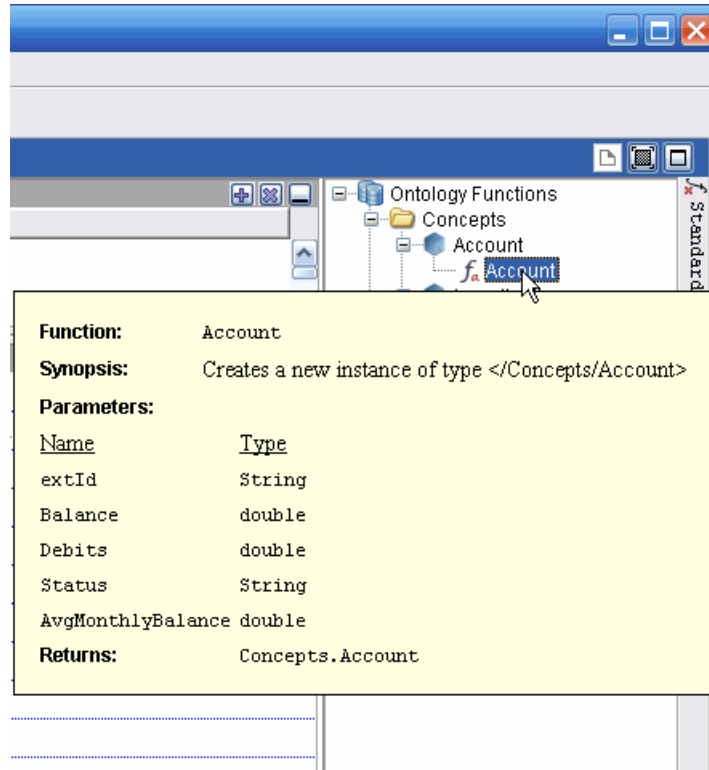 Ontology Functions
Concepts
Account
fa Account
Standard
Function: Account
Synopsis: Creates a new instance of type </Concepts/Account>
Parameters:
Name Type
extId String
Balance double
Debits double
Status String
AvgMonthlyBalance double
Returns: Concepts.Account